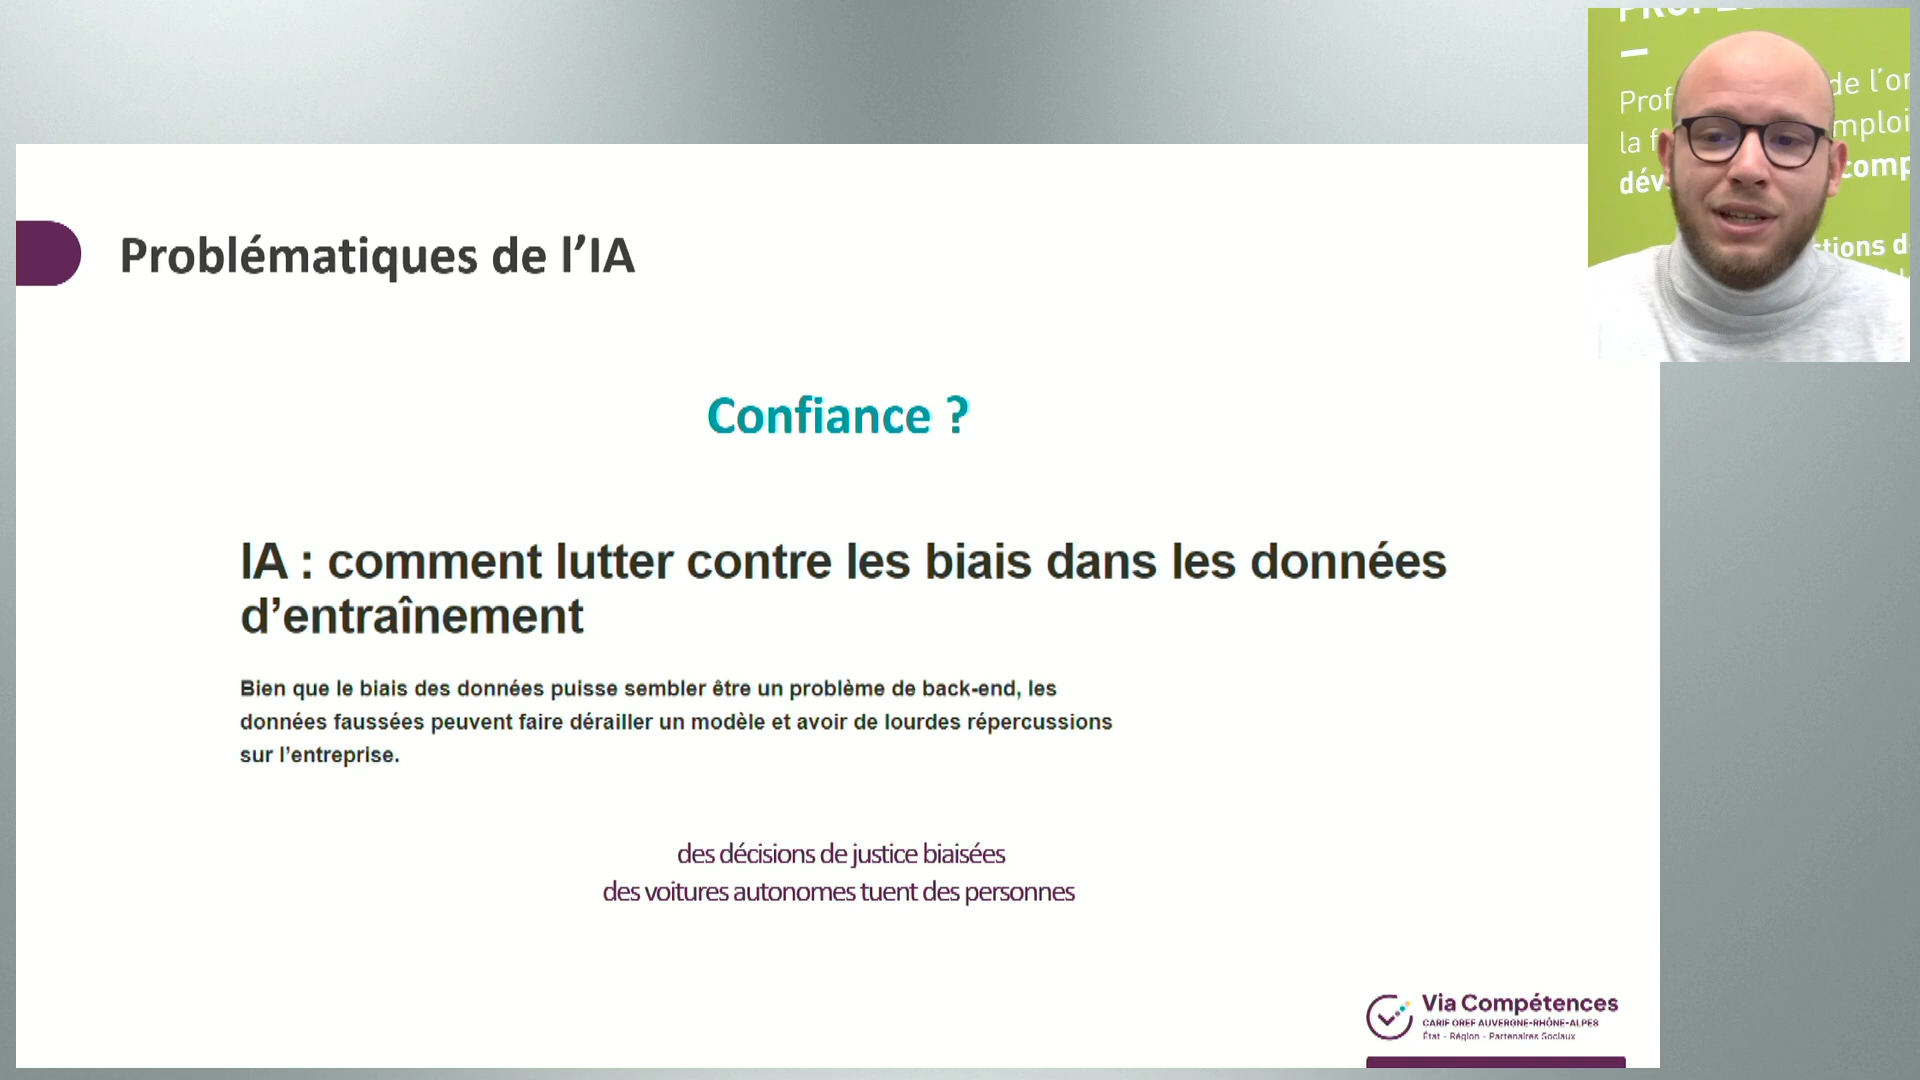 Problématiques de l’IA
Confiance ?
IA : comment lutter contre les biais dans les données
d’entraînement
Bien que le biais des données puisse sembler être un problème de back-end, les
données faussées peuvent faire dérailler un modèle et avoir de lourdes répercussions
sur l’entreprise.
des décisions de justice biaisées
des voitures autonomes tuent des personnes
Via Compétences
CARIF OREF AUVERGNE-RHÔNE-ALPES
État - Région - Partenaires Sociaux
de l’or
la f